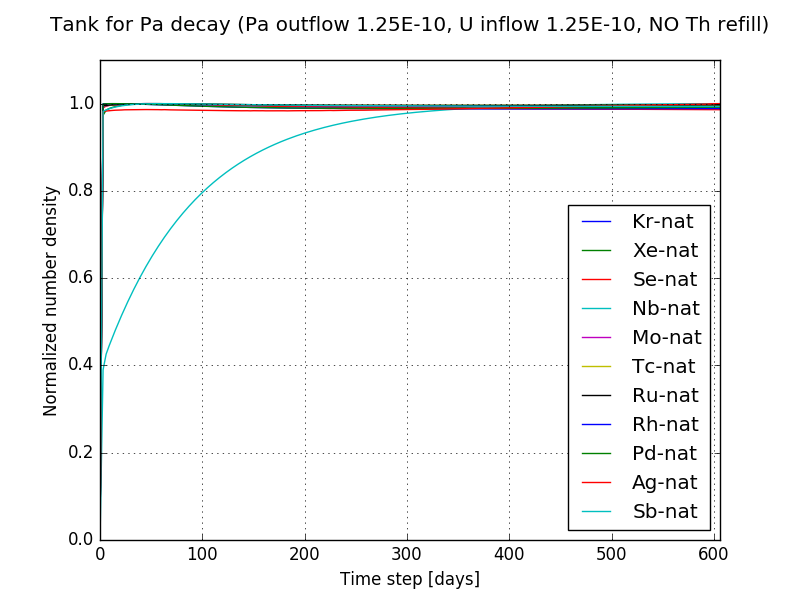 Tank for Pa decay (Pa outflow 1.25E-10, U inflow 1.25E-10, NO Th refill)
Normalized number density
1.0
0.8
0.6
0.4
0.2
0.0
Kr-nat
Xe-nat
Se-nat
Nb-nat
Mo-nat
Tc-nat
Ru-nat
Rh-nat
Pd-nat
Ag-nat
Sb-nat
0 100 200 300 400 500 600
Time step [days]